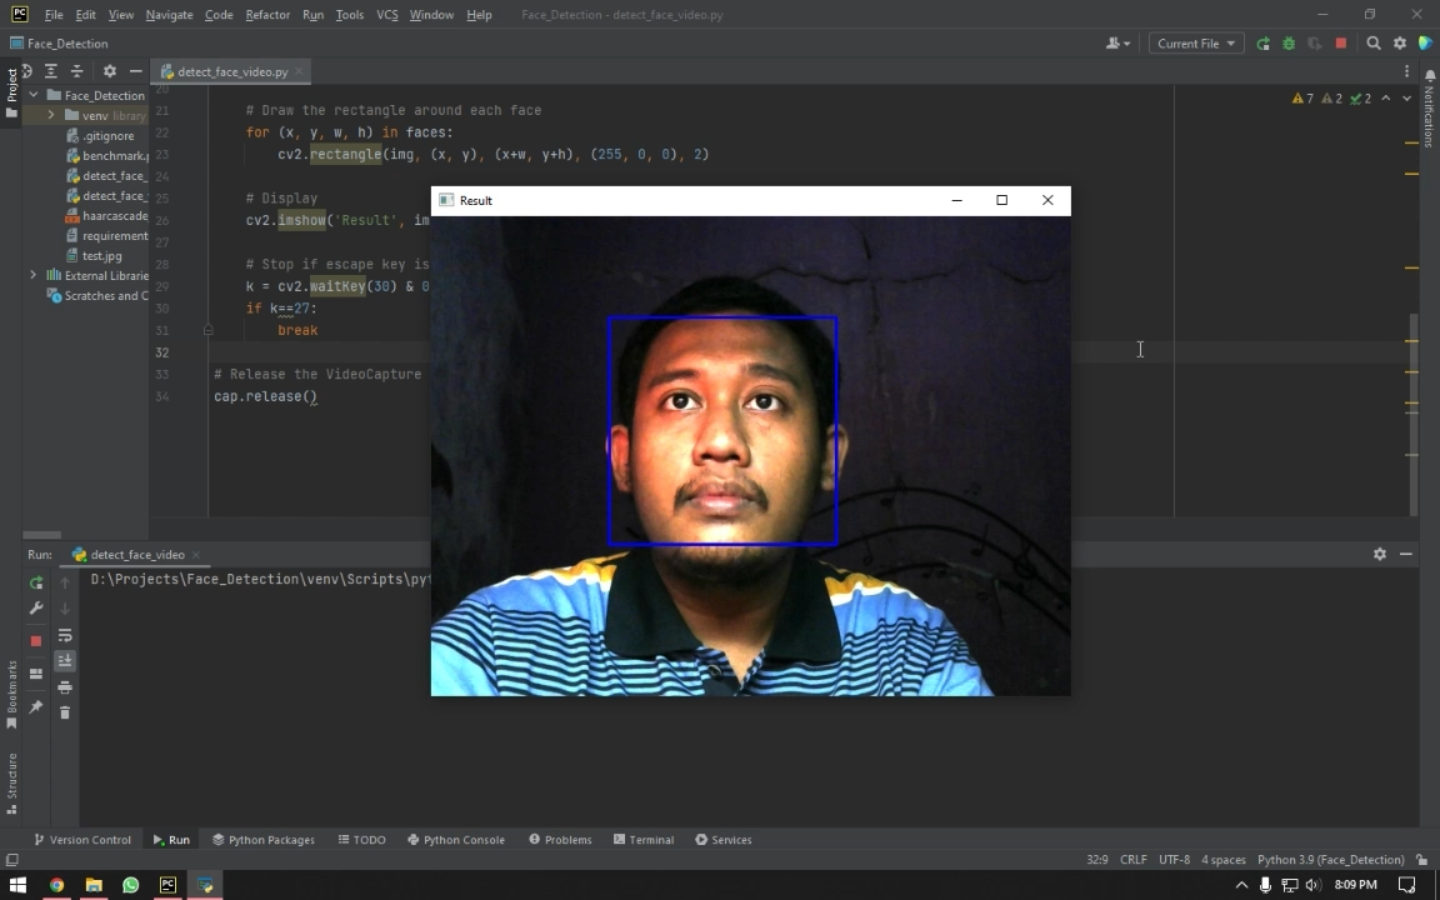 PC File Edit View Navigate Code Refactor Run Tools VCS Window Help Face_Detection - detect_face_video.py
Face_Detection
Current File
Project
detect_face_video.py
Face_Detection
venv library
.gitignore
benchmark.
detect_face_
detect_face_
haarcascade_
requirement
test.jpg
External Librarie
Scratches and C
7 2 2
Notifications
20
21 # Draw the rectangle around each face
22 for (x, y, w, h) in faces:
23 cv2.rectangle(img, (x, y), (x+w, y+h), (255, 0, 0), 2)
24
25 # Display
26 cv2.imshow('Result', im
27
28 # Stop if escape key is
29 k = cv2.waitKey(30) & 0
30 if k==27:
31 break
32
33 # Release the VideoCapture
34 cap.release()
Result
Run: detect_face_video
D:\Projects\Face_Detection\venv\Scripts\pyt
Bookmarks
Structure
Version Control Run Python Packages TODO Python Console Problems Terminal Services
32:9 CRLF UTF-8 4 spaces Python 3.9 (Face_Detection)
PC
8:09 PM